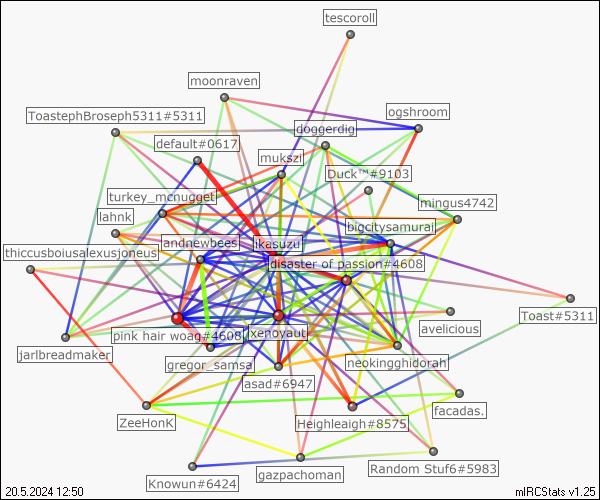 tescoroll
moonraven
ogshroom
ToastephBroseph5311#5311
doggerdig
default#0617
mukszi
Duck™#9103
turkey_mcnugget
mingus4742
lahnk
bigcitysamurai
andnewbees
ikasuzu
thiccusboiusalexusjoneus
disaster of passion#4608
Toast#5311
avelicious
pink hair woag#4608
xenoyaut
jarlbreadmaker
gregor_samsa
neokingghidorah
asad#6947
facadas.
ZeeHonk
Heighleaigh#8575
Random Stuf6#5983
gazpachoman
Knowun#6424
20.5.2024 12:50
mIRCStats v1.25